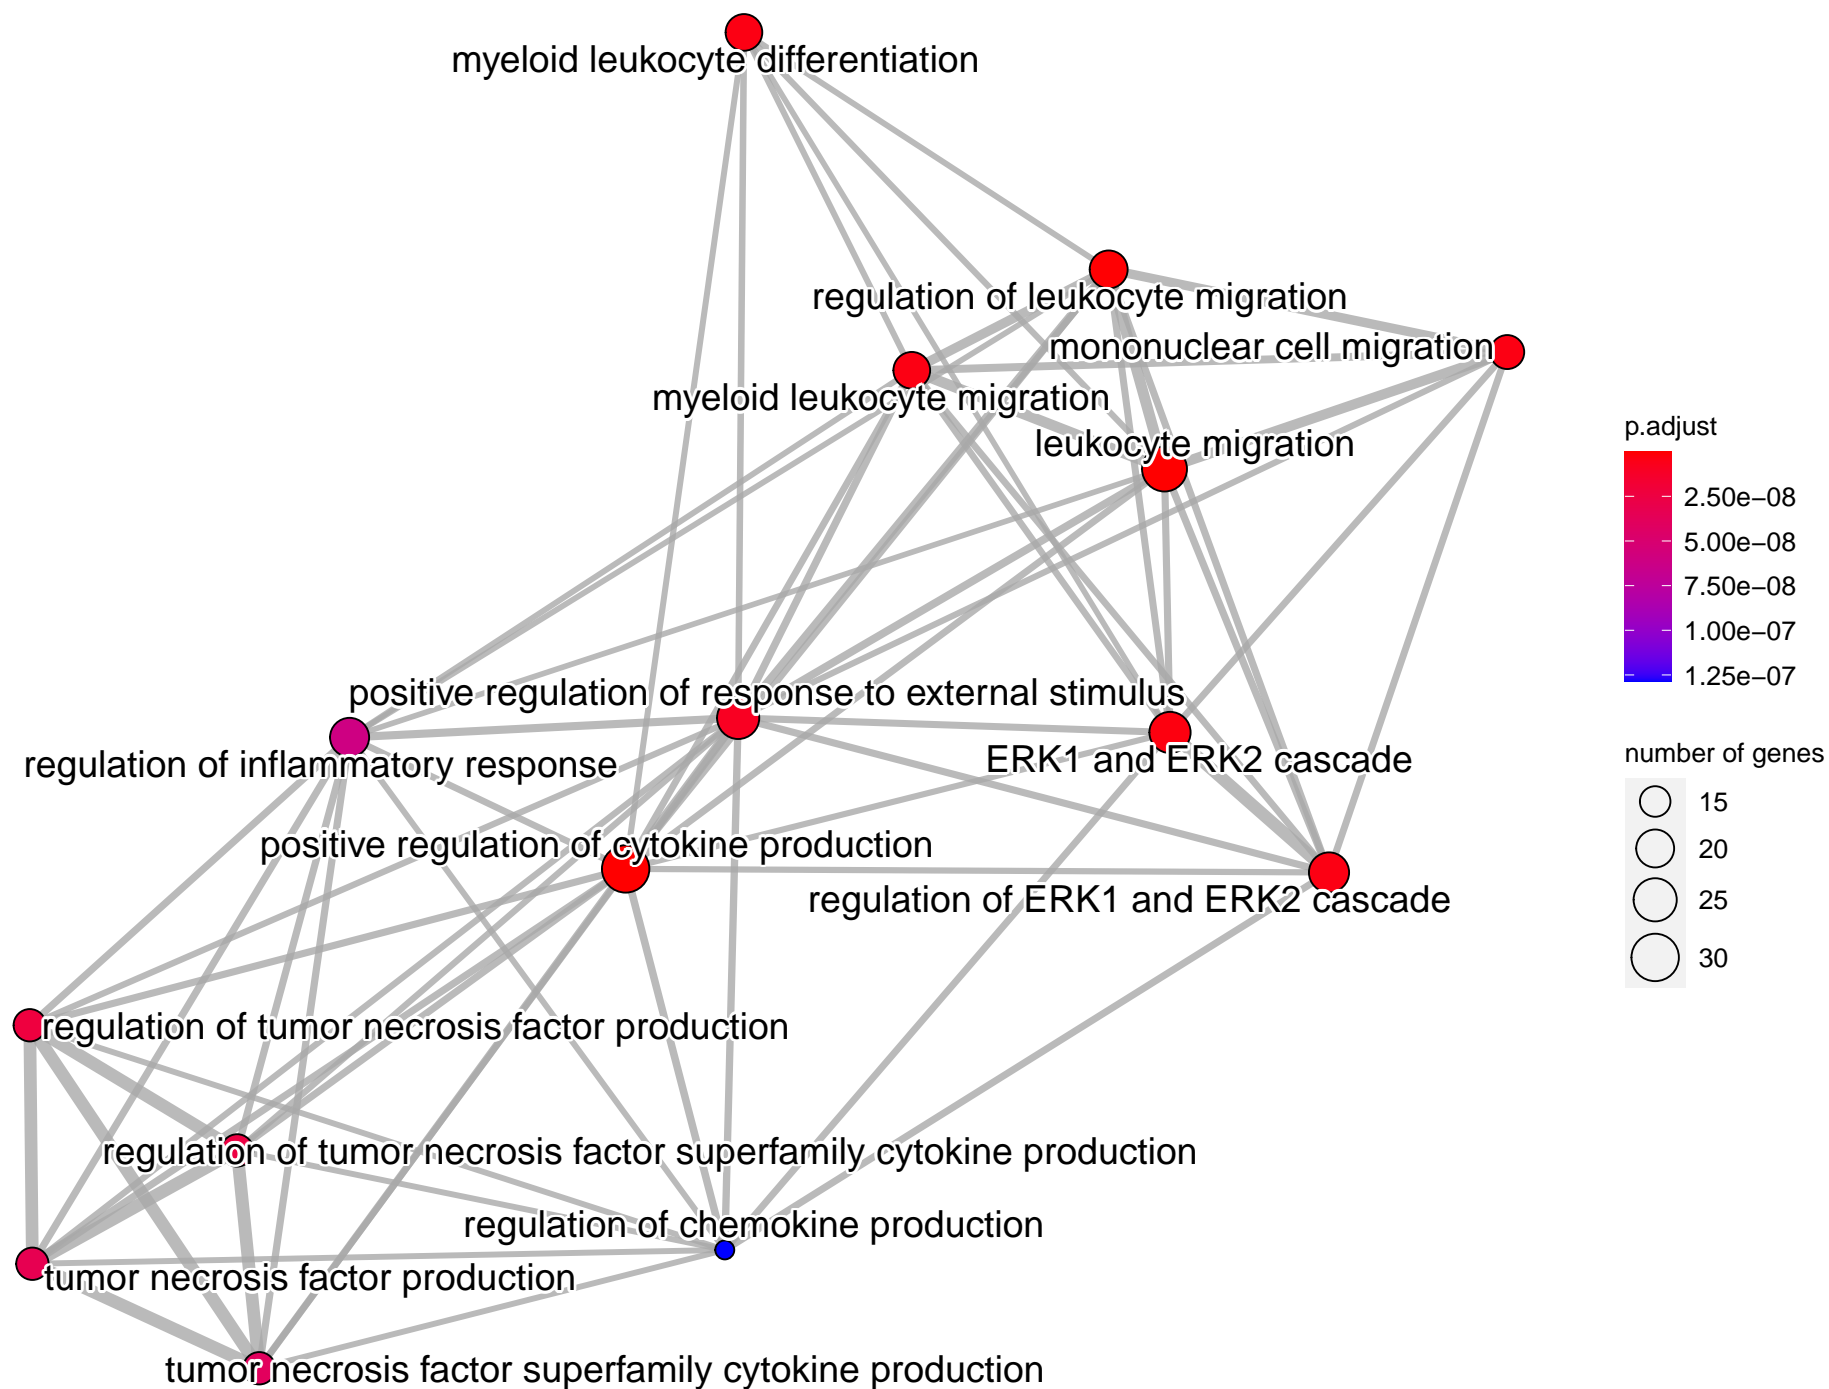 myeloid leukocyte differentiation
regulation of leukocyte migration
mononuclear cell migration
myeloid leukocyte migration
leukocyte migration
positive regulation of response to external stimulus
regulation of inflammatory response
ERK1 and ERK2 cascade
positive regulation of cytokine production
regulation of ERK1 and ERK2 cascade
regulation of tumor necrosis factor production
regulation of tumor necrosis factor superfamily cytokine production
regulation of chemokine production
tumor necrosis factor production
tumor necrosis factor superfamily cytokine production
p.adjust
2.50e−08
5.00e−08
7.50e−08
1.00e−07
1.25e−07
number of genes
15
20
25
30